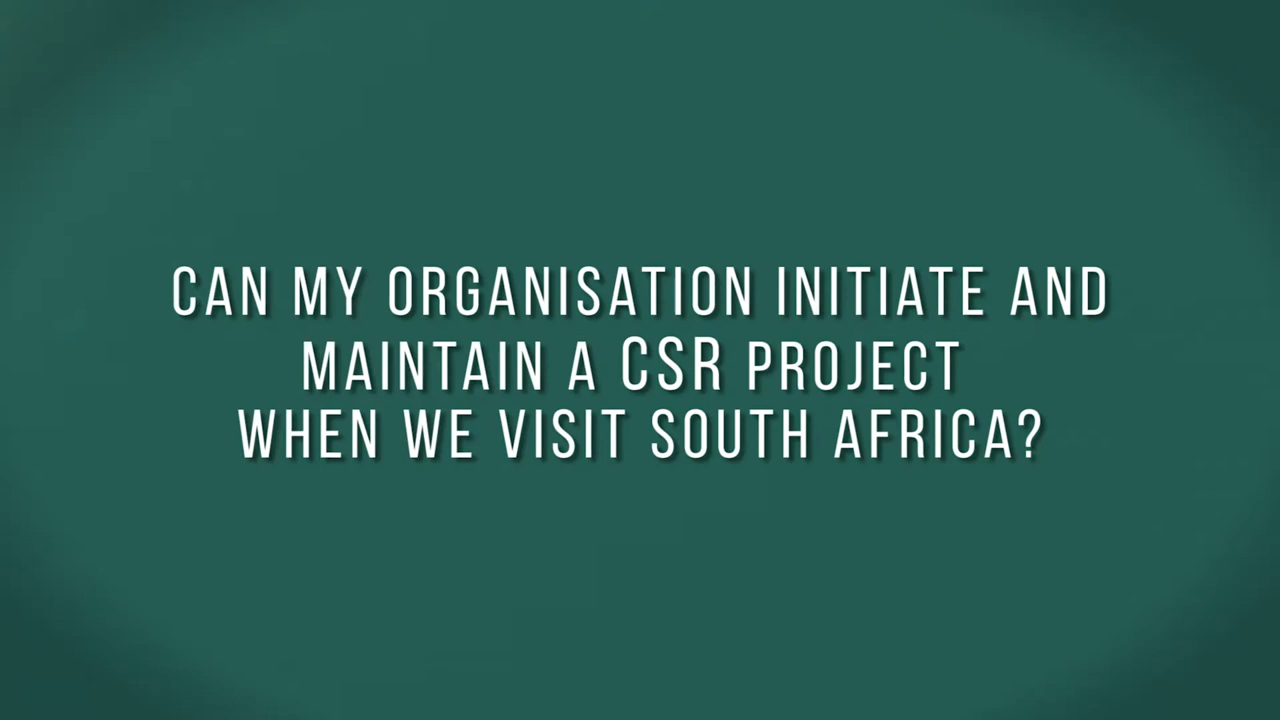 CAN MY ORGANISATION INITIATE AND
MAINTAIN A CSR PROJECT
WHEN WE VISIT SOUTH AFRICA?